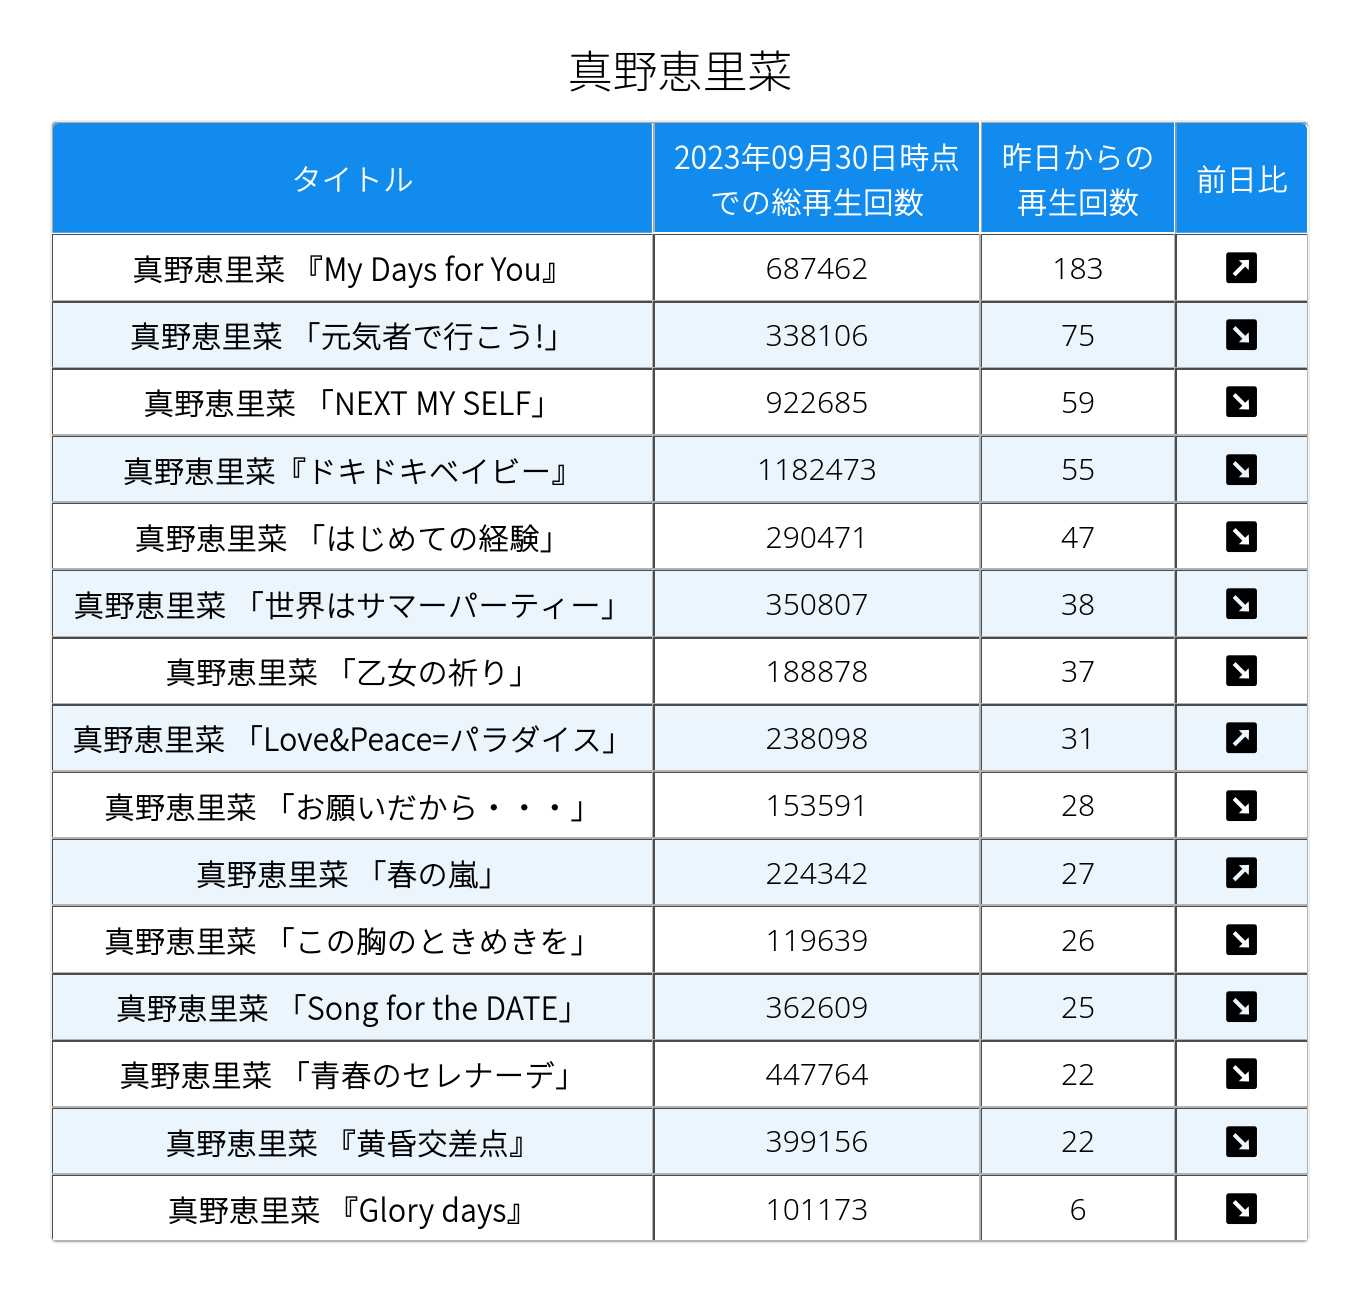 真野恵里菜
タイトル 2023年09月30日時点での総再生回数 昨日からの再生回数 前日比
真野恵里菜 『My Days for You』 687462 183 ↗
真野恵里菜 「元気者で行こう!」 338106 75 ↘
真野恵里菜 「NEXT MY SELF」 922685 59 ↘
真野恵里菜『ドキドキベイビー』 1182473 55 ↘
真野恵里菜 「はじめての経験」 290471 47 ↘
真野恵里菜 「世界はサマーパーティー」 350807 38 ↘
真野恵里菜 「乙女の祈り」 188878 37 ↘
真野恵里菜 「Love&Peace=パラダイス」 238098 31 ↗
真野恵里菜 「お願いだから・・・」 153591 28 ↘
真野恵里菜 「春の嵐」 224342 27 ↗
真野恵里菜 「この胸のときめきを」 119639 26 ↘
真野恵里菜 「Song for the DATE」 362609 25 ↘
真野恵里菜 「青春のセレナーデ」 447764 22 ↘
真野恵里菜 『黄昏交差点』 399156 22 ↘
真野恵里菜 『Glory days』 101173 6 ↘